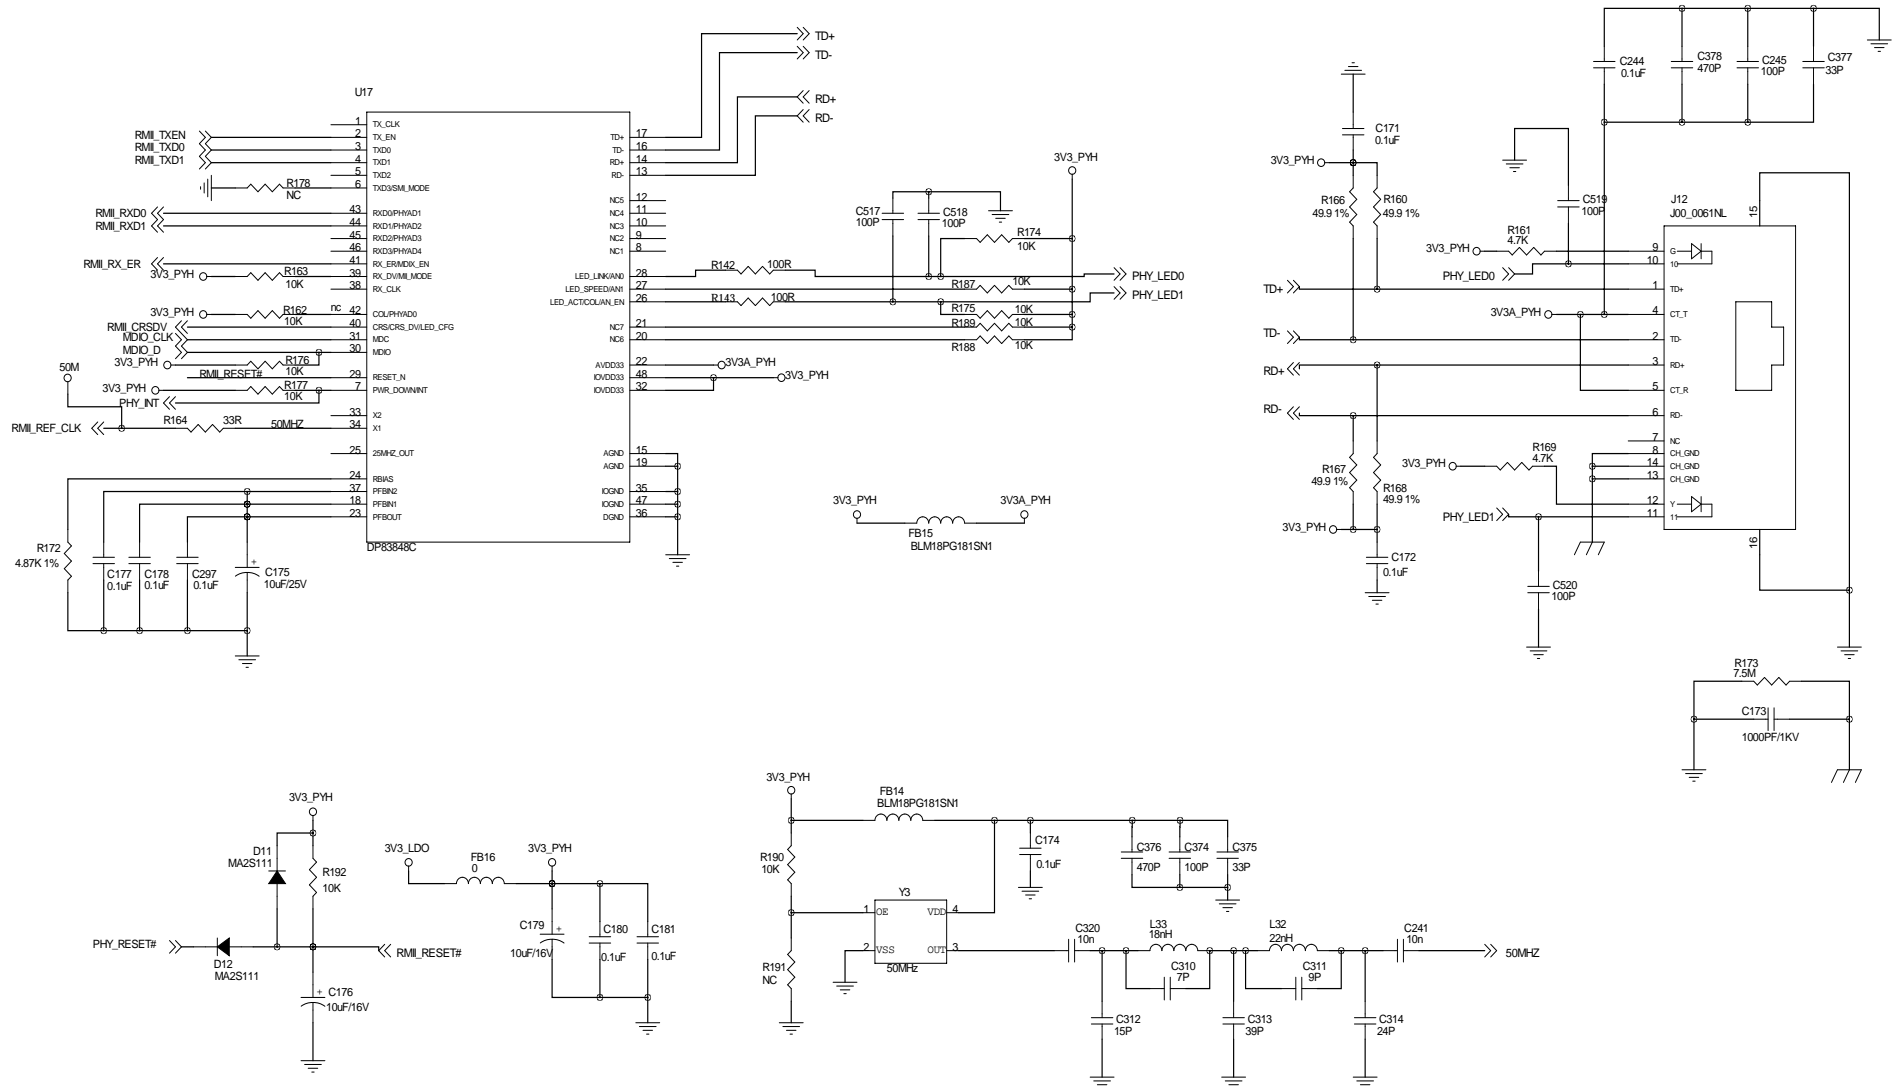 U17
DP83848C
TD+
TD-
RD+
RD-
RMII_TXEN
RMII_TXD0
RMII_TXD1
R178
NC
RMII_RXD0
RMII_RXD1
RMII_RX_ER
3V3_PYH
R163
10K
nc
3V3_PYH
R162
10K
RMII_CRSDV
MDIO_CLK
MDIO_D
3V3_PYH
R176
10K
RMII_RESET#
3V3_PYH
R177
10K
PHY_INT
50M
RMII_REF_CLK
R164
33R
50MHZ
1 TX_CLK
2 TX_EN
3 TXD0
4 TXD1
5 TXD2
6 TXD3/SMI_MODE
43 RXD0/PHYAD1
44 RXD1/PHYAD2
45 RXD2/PHYAD3
46 RXD3/PHYAD4
41 RX_ER/MDIX_EN
39 RX_DV/MII_MODE
38 RX_CLK
42 COL/PHYAD0
40 CRS/CRS_DV/LED_CFG
31 MDC
30 MDIO
29 RESET_N
7 PWR_DOWN/INT
33 X2
34 X1
25 25MHZ_OUT
24 RBIAS
37 PFBIN2
18 PFBIN1
23 PFBOUT
TD+ 17
TD- 16
RD+ 14
RD- 13
NC5 12
NC4 11
NC3 10
NC2 9
NC1 8
LED_LINK/AN0 28
LED_SPEED/AN1 27
LED_ACT/COL/AN_EN 26
NC7 21
NC6 20
AVDD33 22
IOVDD33 48
IOVDD33 32
AGND 15
AGND 19
IOGND 35
IOGND 47
DGND 36
R172
4.87K 1%
C177
0.1uF
C178
0.1uF
C297
0.1uF
C175
10uF/25V
+
C517
100P
C518
100P
3V3_PYH
R174
10K
R142
100R
R187
10K
R143
100R
R175
10K
R189
10K
R188
10K
PHY_LED0
PHY_LED1
3V3A_PYH
3V3_PYH
3V3_PYH
3V3A_PYH
FB15
BLM18PG181SN1
C171
0.1uF
3V3_PYH
R166
49.9 1%
R160
49.9 1%
TD+
TD-
RD+
RD-
R167
49.9 1%
R168
49.9 1%
3V3_PYH
C172
0.1uF
C244
0.1uF
C378
470P
C245
100P
C377
33P
C519
100P
R161
4.7K
3V3_PYH
PHY_LED0
3V3A_PYH
3V3_PYH
R169
4.7K
PHY_LED1
C520
100P
J12
J00_0061NL
15
9 G
10 10
1 TD+
4 CT_T
2 TD-
3 RD+
5 CT_R
6 RD-
7 NC
8 CH_GND
14 CH_GND
13 CH_GND
12 Y
11 11
16
R173
7.5M
C173
1000PF/1KV
3V3_PYH
D11
MA2S111
R192
10K
PHY_RESET#
D12
MA2S111
RMII_RESET#
+
C176
10uF/16V
3V3_LDO
FB16
0
3V3_PYH
C179
10uF/16V
+
C180
0.1uF
C181
0.1uF
3V3_PYH
FB14
BLM18PG181SN1
R190
10K
R191
NC
Y3
1 OE
VDD 4
2 VSS
OUT 3
50MHz
C174
0.1uF
C376
470P
C374
100P
C375
33P
C320
10n
L33
18nH
C310
7P
L32
22nH
C311
9P
C241
10n
50MHZ
C312
15P
C313
39P
C314
24P